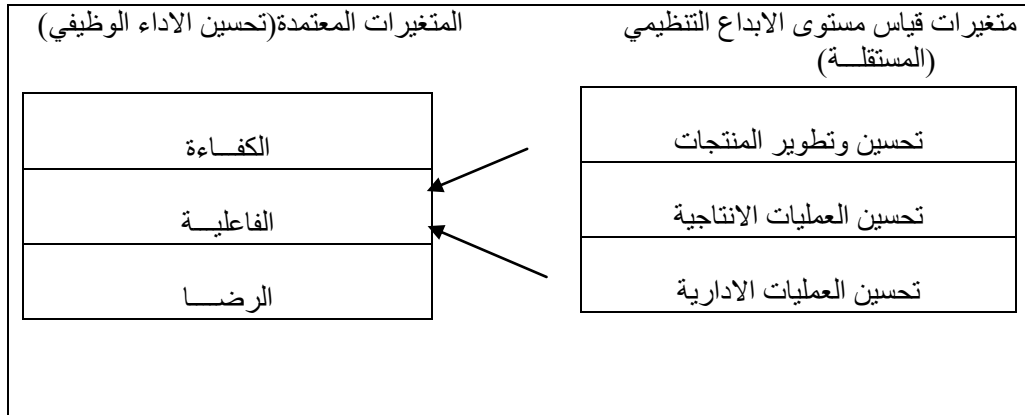 متغيرات قياس مستوى الابداع التنظيمي
(المستقلـــة)
تحسين وتطوير المنتجات
تحسين العمليات الانتاجية
تحسين العمليات الادارية
المتغيرات المعتمدة(تحسين الاداء الوظيفي)
الكفـــاءة
الفاعليـــة
الرضـــا